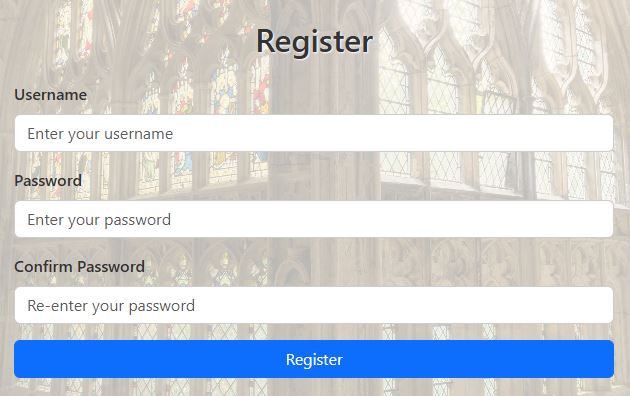 Register
Username
Enter your username
Password
Enter your password
Confirm Password
Re-enter your password
Register